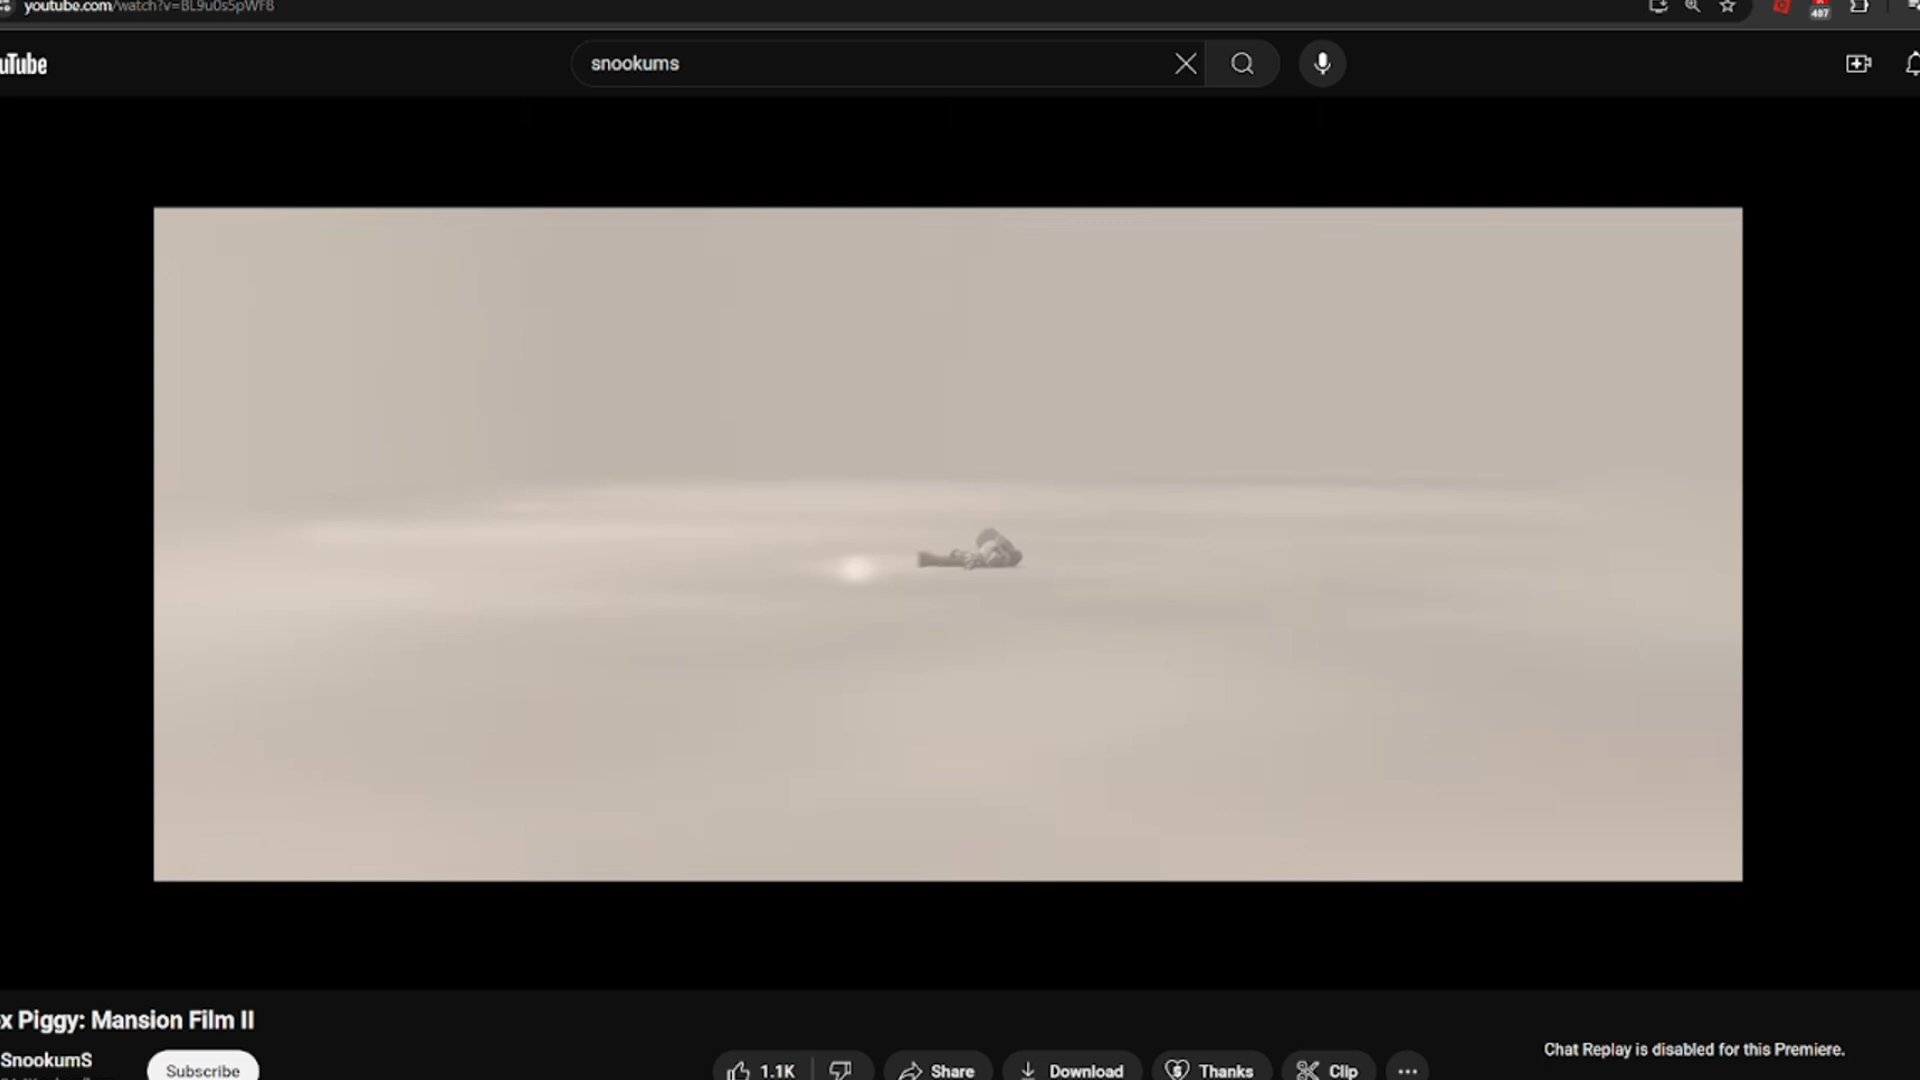 youtube.com/watch?v=BL9u0s5pWF8
uTube
snookums
407
x Piggy: Mansion Film II
SnookumS
Subscribe
1.1K
Share
Download
Thanks
Clip
Chat Replay is disabled for this Premiere.